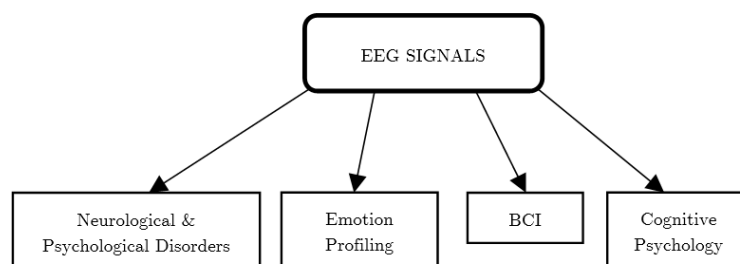 EEG SIGNALS
Neurological &
Psychological Disorders
Emotion
Profiling
BCI
Cognitive
Psychology